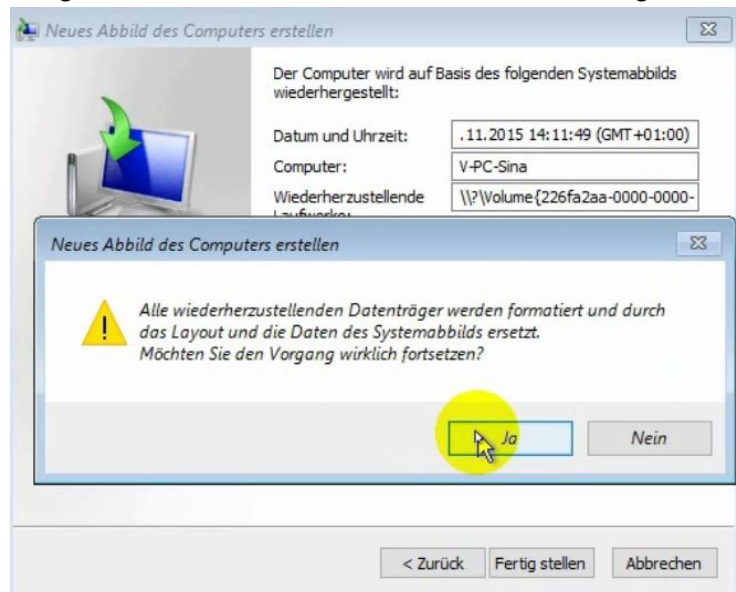 Neues Abbild des Computers erstellen
Der Computer wird auf Basis des folgenden Systemabbilds
wiederhergestellt:
Datum und Uhrzeit: .11.2015 14:11:49 (GMT+01:00)
Computer: V-PC-Sina
Wiederherzustellende \\?\Volume{226fa2aa-0000-0000-
Laufwerke:
Neues Abbild des Computers erstellen
Alle wiederherzustellenden Datenträger werden formatiert und durch
das Layout und die Daten des Systemabbilds ersetzt.
Möchten Sie den Vorgang wirklich fortsetzen?
Ja Nein
< Zurück Fertig stellen Abbrechen